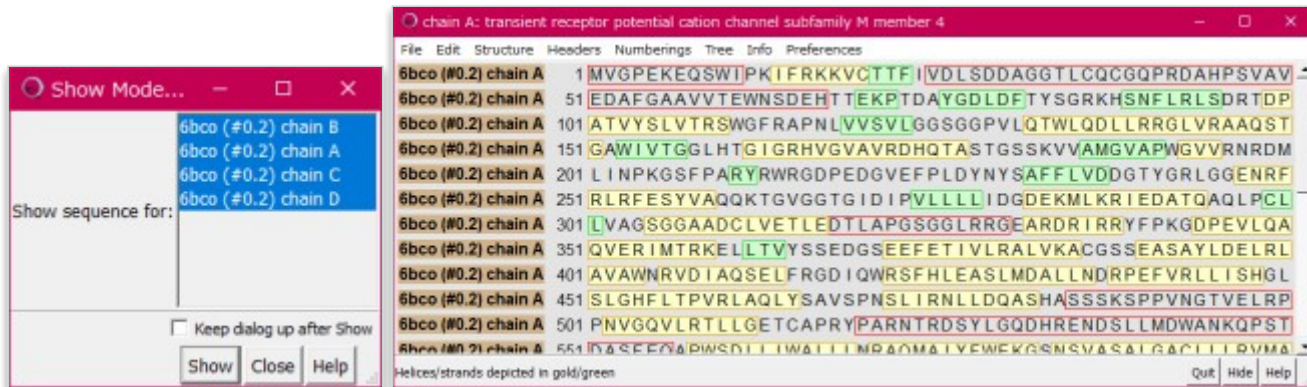 Show Mode...
6bco (#0.2) chain B
6bco (#0.2) chain A
6bco (#0.2) chain C
6bco (#0.2) chain D
Show sequence for:
Keep dialog up after Show
Show Close Help
chain A: transient receptor potential cation channel subfamily M member 4
File Edit Structure Headers Numberings Tree Info Preferences
6bco (#0.2) chain A 1 MVGPEKEQSWIPKIFRKKVCTTFIVDLSDDAGGTLCQCGQPRDAHPSVAV
6bco (#0.2) chain A 51 EDAFGAAVVTEWNSDEHTTEKPTDAYGDLDFTYSGRKHSNFLRLSDRTDP
6bco (#0.2) chain A 101 ATVYSLVTRSWGFRAPNLVVSVLGGSGGPVLQTWLQDLLRRGLVRAAQST
6bco (#0.2) chain A 151 GAWIVTGGLHTGIGRHVGVAVRDHQTASTGSSKVVAMGVAPWGVVRNRDM
6bco (#0.2) chain A 201 LINPKGSFPARYRWRGDPEDGVEFPLDYNYSAFFLVDDGTYGRLGGENRF
6bco (#0.2) chain A 251 RLRFESYVAQQKTGVGGTGIDIPVLLLLIDGDEKMLKRIEDATQAQLPCL
6bco (#0.2) chain A 301 LVAGSGGAADCLVETLEDTLAPGSGGLRRGEARDRIRRYFPKGDPEVLQA
6bco (#0.2) chain A 351 QVERIMTRKELLTVYSSEDGSEEFETIVLRALVKACGSSEASAYLDELRL
6bco (#0.2) chain A 401 AVAWNRVDIAQSELFRGDIQWRSFHLEASLMDALLNDRPEFVRLLISHGL
6bco (#0.2) chain A 451 SLGHFLTPVRLAQLYSAVSPNSLIRNLLDQASHASSSKSPPVNGTVELRP
6bco (#0.2) chain A 501 PNVGQVLRTLLGETCAPRYPARNTRDSYLGQDHRENDSLLMDWANKQPST
6bco (#0.2) chain A 551 DASFEQAPWSDLLIWALLLNRAQMALYFWEKGSNSVASALGACLLLRVMA
Helices/strands depicted in gold/green
Quit Hide Help